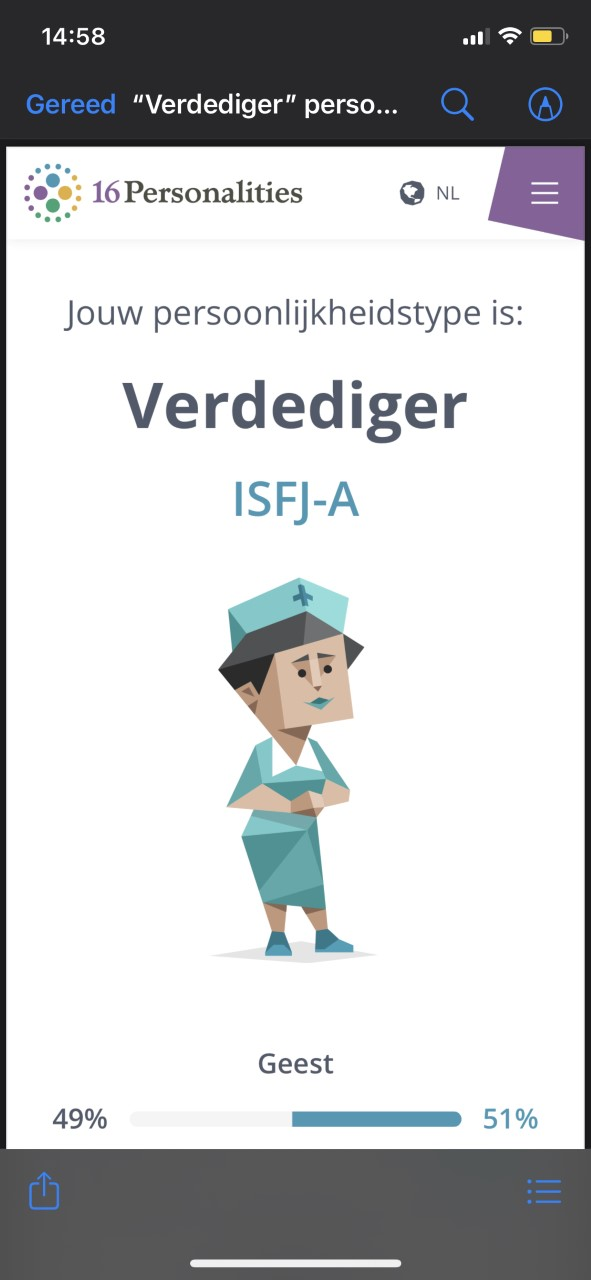 14:58
Gereed “Verdediger” perso...
16Personalities NL
Jouw persoonlijkheidstype is:
Verdediger
ISFJ-A
Geest
49% 51%